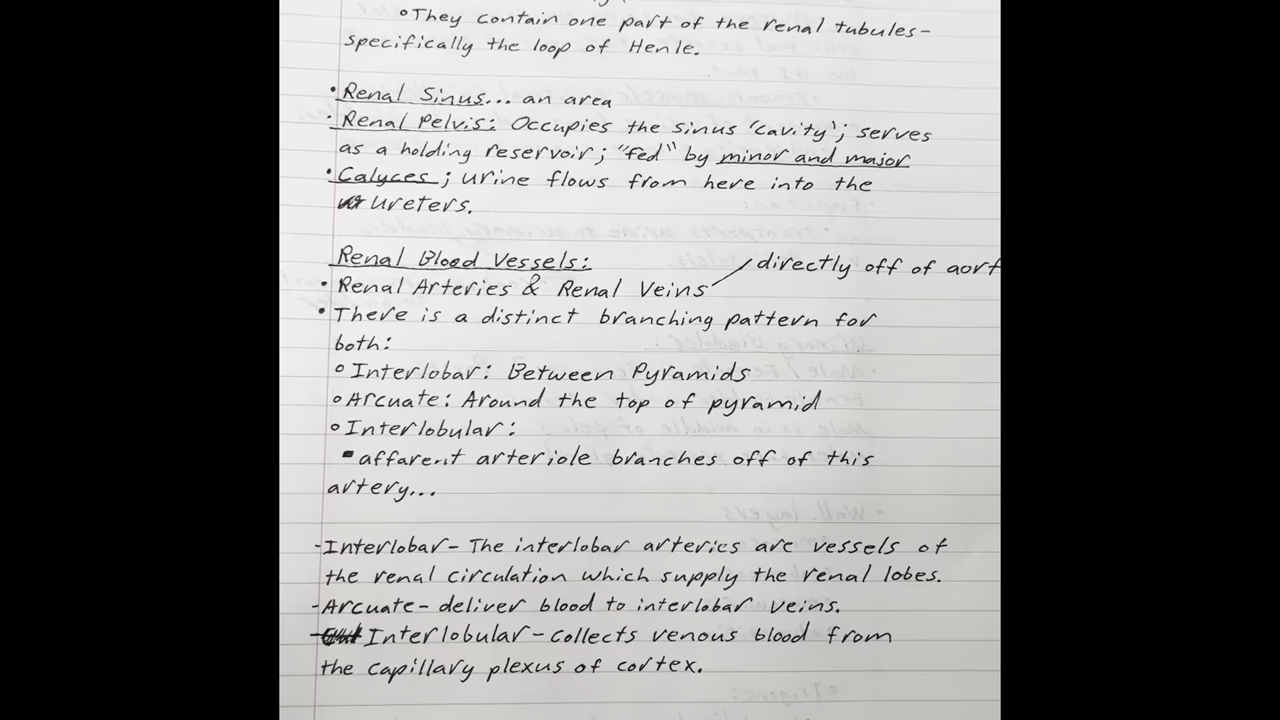 ◦They contain one part of the renal tubules-
specifically the loop of Henle.
•Renal Sinus... an area
•Renal Pelvis: Occupies the sinus 'cavity'; serves
as a holding reservoir; "fed" by minor and major
•Calyces; urine flows from here into the
ureters.
Renal Blood Vessels:
directly off of aort
• Renal Arteries & Renal Veins
• There is a distinct branching pattern for
both:
◦ Interlobar: Between Pyramids
◦ Arcuate: Around the top of pyramid
◦ Interlobular:
▪ affarent arteriole branches off of this
artery...
-Interlobar- The interlobar arteries are vessels of
the renal circulation which supply the renal lobes.
-Arcuate- deliver blood to interlobar veins.
- Interlobular-collects venous blood from
the capillary plexus of cortex.